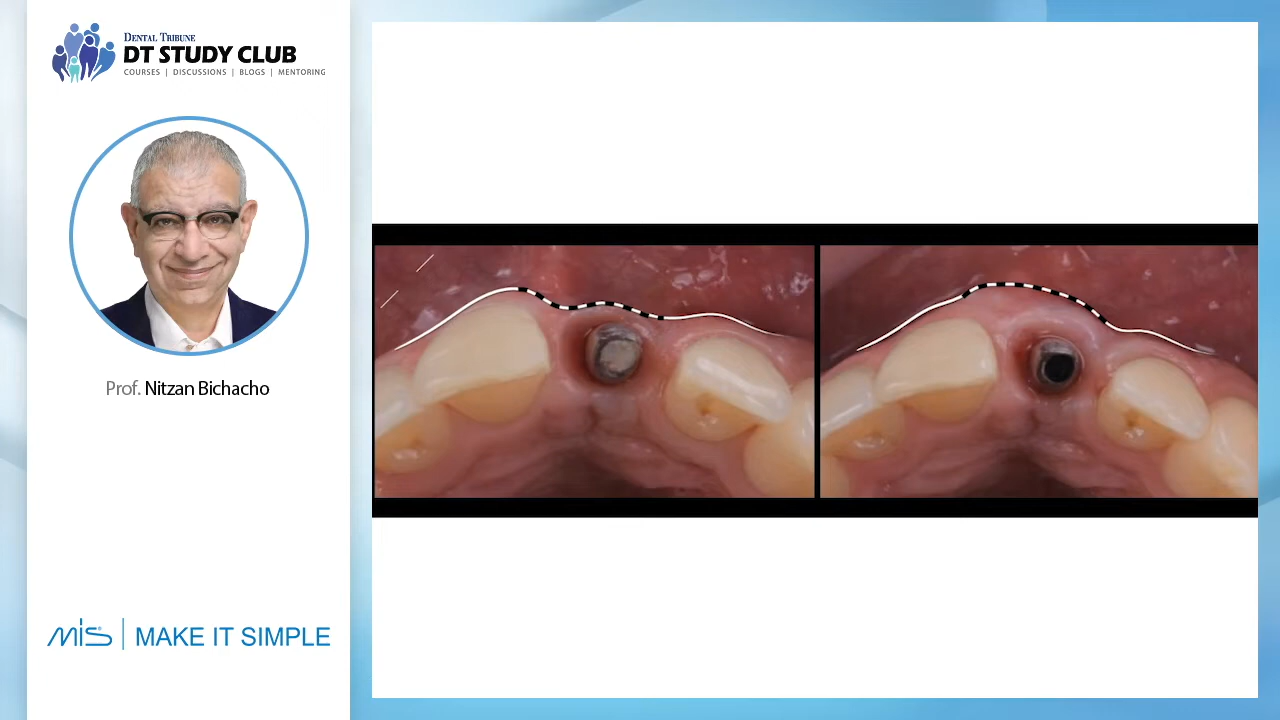 DENTAL TRIBUNE
DT STUDY CLUB
COURSES | DISCUSSIONS | BLOGS | MENTORING
Prof. Nitzan Bichacho
MIS® | MAKE IT SIMPLE